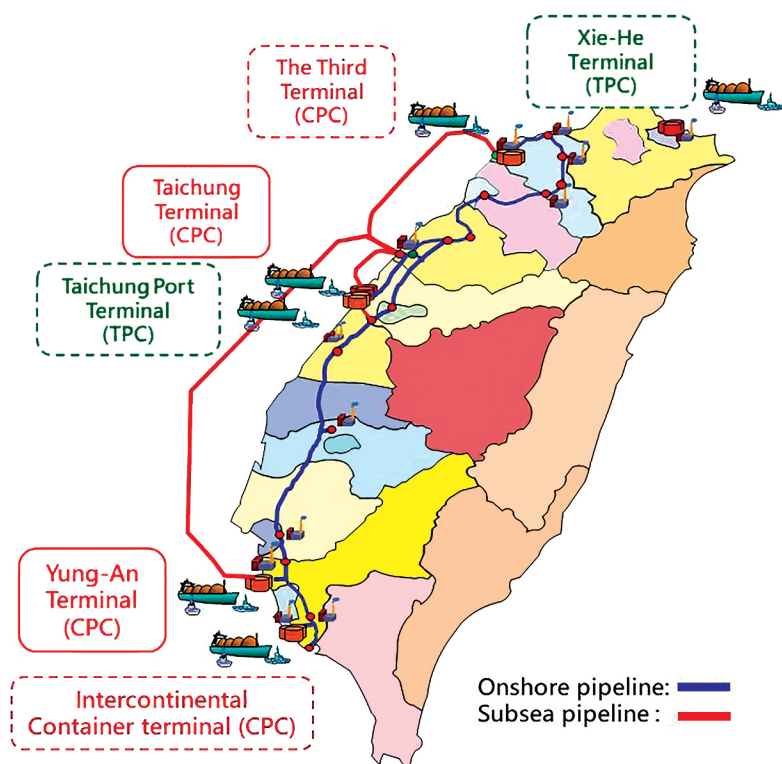 Xie-He
Terminal
(TPC)
The Third
Terminal
(CPC)
Taichung
Terminal
(CPC)
Taichung Port
Terminal
(TPC)
Yung-An
Terminal
(CPC)
Intercontinental
Container terminal (CPC)
Onshore pipeline:
Subsea pipeline :